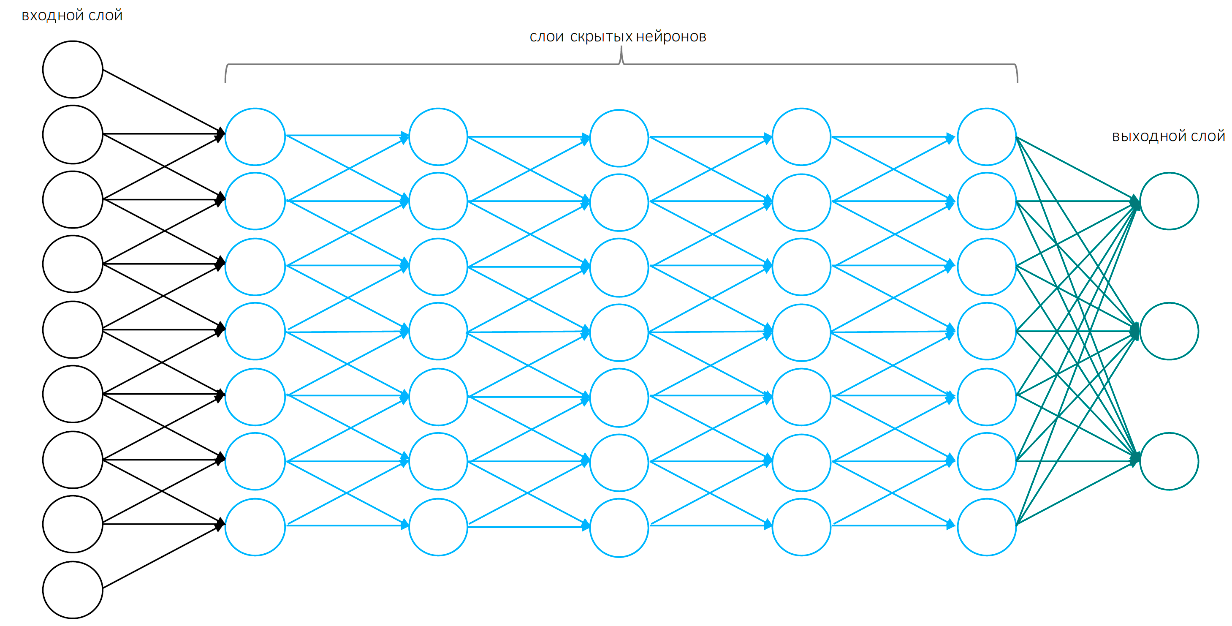 входной слой
слои скрытых нейронов
выходной слой